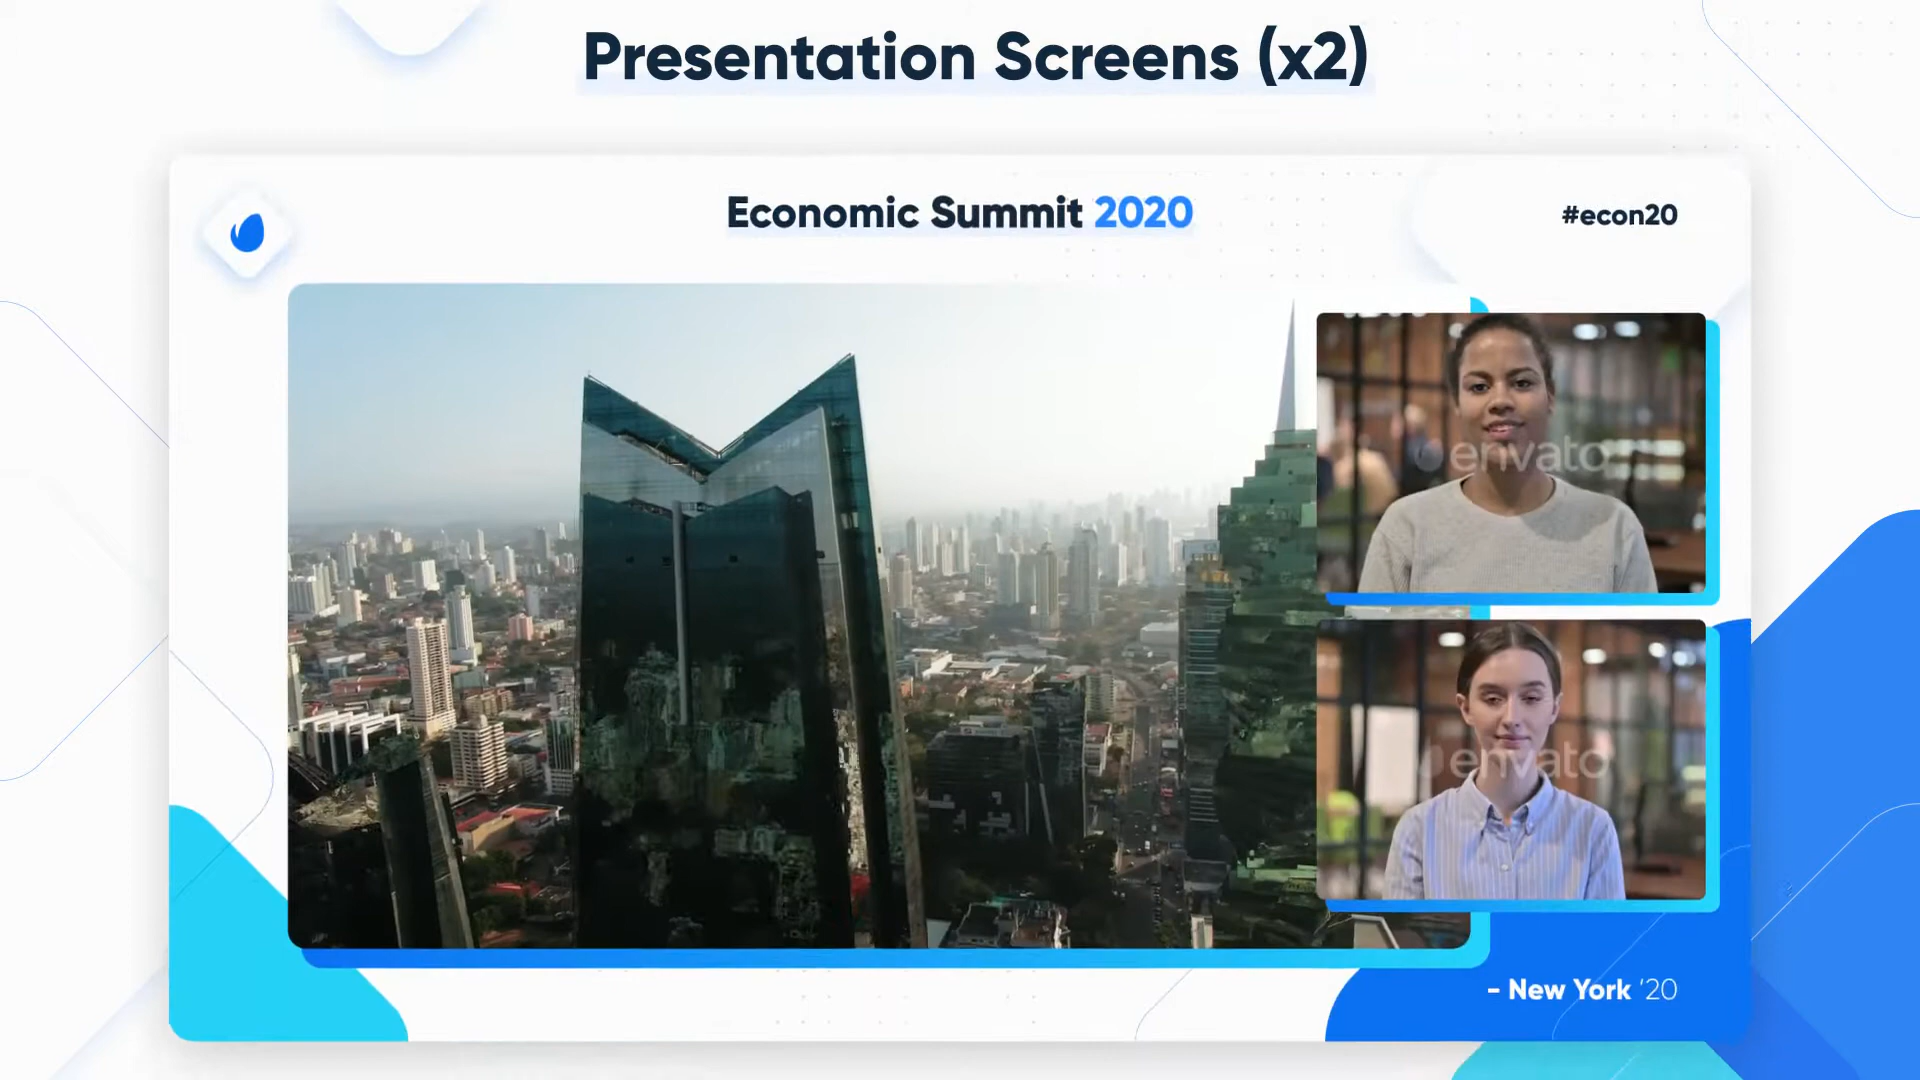 Presentation Screens (x2)
Economic Summit 2020
#econ20
envato
envato
- New York ‘20